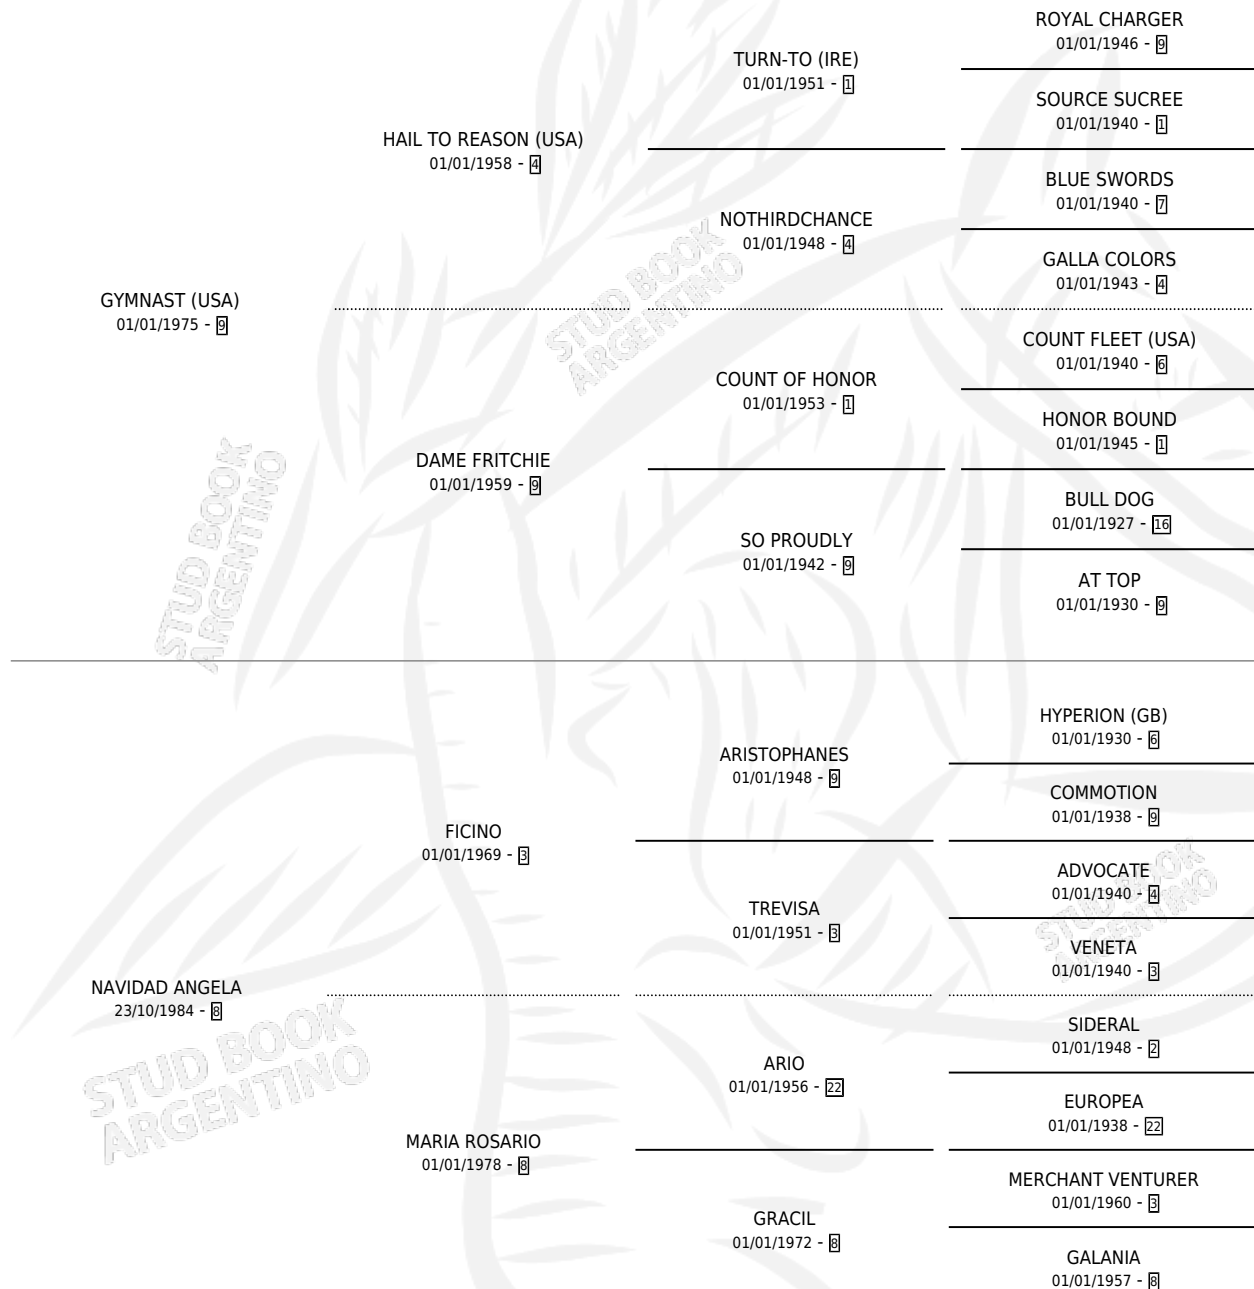 ROYAL CHARGER
01/01/1946 - 9
TURN-TO (IRE)
01/01/1951 - 1
SOURCE SUCREE
01/01/1940 - 1
HAIL TO REASON (USA)
01/01/1958 - 4
BLUE SWORDS
01/01/1940 - 7
NOTHIRDCHANCE
01/01/1948 - 4
GALLA COLORS
01/01/1943 - 4
GYMNAST (USA)
01/01/1975 - 9
COUNT FLEET (USA)
01/01/1940 - 6
COUNT OF HONOR
01/01/1953 - 1
HONOR BOUND
01/01/1945 - 1
DAME FRITCHIE
01/01/1959 - 9
BULL DOG
01/01/1927 - 16
SO PROUDLY
01/01/1942 - 9
AT TOP
01/01/1930 - 9
HYPERION (GB)
01/01/1930 - 6
ARISTOPHANES
01/01/1948 - 9
COMMOTION
01/01/1938 - 9
FICINO
01/01/1969 - 3
ADVOCATE
01/01/1940 - 4
TREVISA
01/01/1951 - 3
VENETA
01/01/1940 - 3
NAVIDAD ANGELA
23/10/1984 - 8
SIDERAL
01/01/1948 - 2
ARIO
01/01/1956 - 22
EUROPEA
01/01/1938 - 22
MARIA ROSARIO
01/01/1978 - 8
MERCHANT VENTURER
01/01/1960 - 3
GRACIL
01/01/1972 - 8
GALANIA
01/01/1957 - 8
STUD BOOK
ARGENTINO
STUD BOOK
ARGENTINO
STUD BOOK
ARGENTINO
STUD BOOK
ARGENTINO